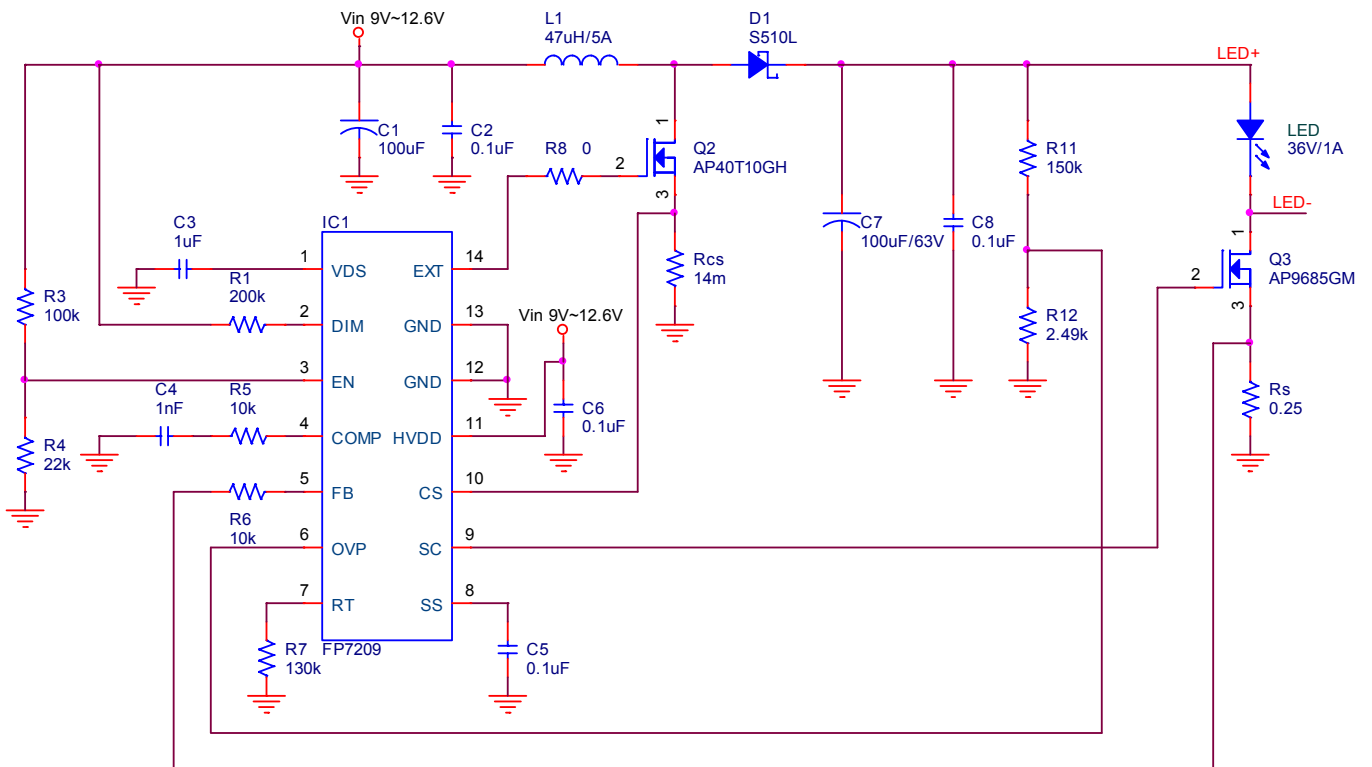 Vin 9V~12.6V
L1
47uH/5A
D1
S510L
LED+
C1
100uF
C2
0.1uF
R8 0
1
2
3
Q2
AP40T10GH
R11
150k
LED
36V/1A
LED-
C3
1uF
IC1
C7
100uF/63V
C8
0.1uF
Rcs
14m
1
2
3
Q3
AP9685GM
R3
100k
R1
200k
1
VDS
EXT
14
2
DIM
GND
13
Vin 9V~12.6V
R12
2.49k
3
EN
GND
12
C4
1nF
R5
10k
C6
0.1uF
Rs
0.25
R4
22k
4
COMP
HVDD
11
5
FB
CS
10
R6
10k
6
OVP
SC
9
7
RT
SS
8
R7
130k
FP7209
C5
0.1uF